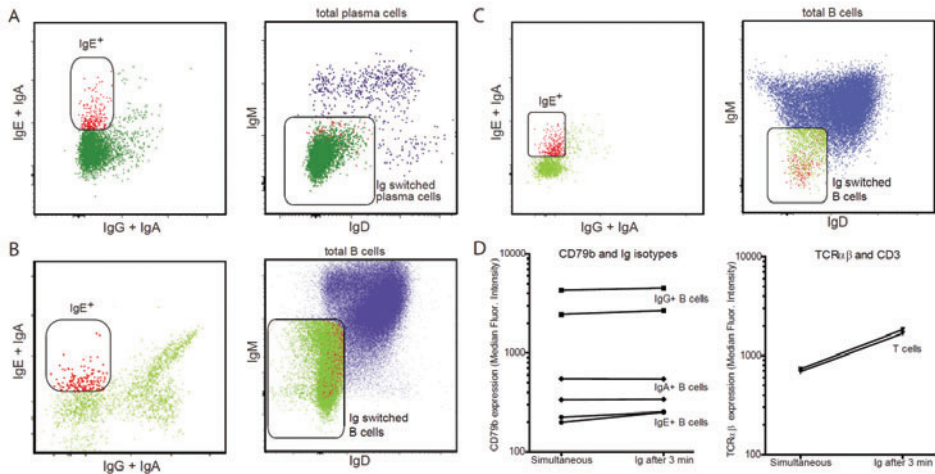 A
IgE⁺
IgE + IgA
IgG + IgA
total plasma cells
IgM
Ig switched
plasma cells
IgD
C
IgE⁺
IgE + IgA
IgG + IgA
total B cells
IgM
Ig switched
B cells
IgD
B
IgE⁺
IgE + IgA
IgG + IgA
total B cells
IgM
Ig switched
B cells
IgD
D
CD79b and Ig isotypes
CD79b expression (Median Fluor. Intensity)
10000
1000
100
IgG+ B cells
IgA+ B cells
IgE+ B cells
Simultaneous
Ig after 3 min
TCRαβ and CD3
TCRαβ expression (Median Fluor. Intensity)
10000
1000
100
T cells
Simultaneous
Ig after 3 min